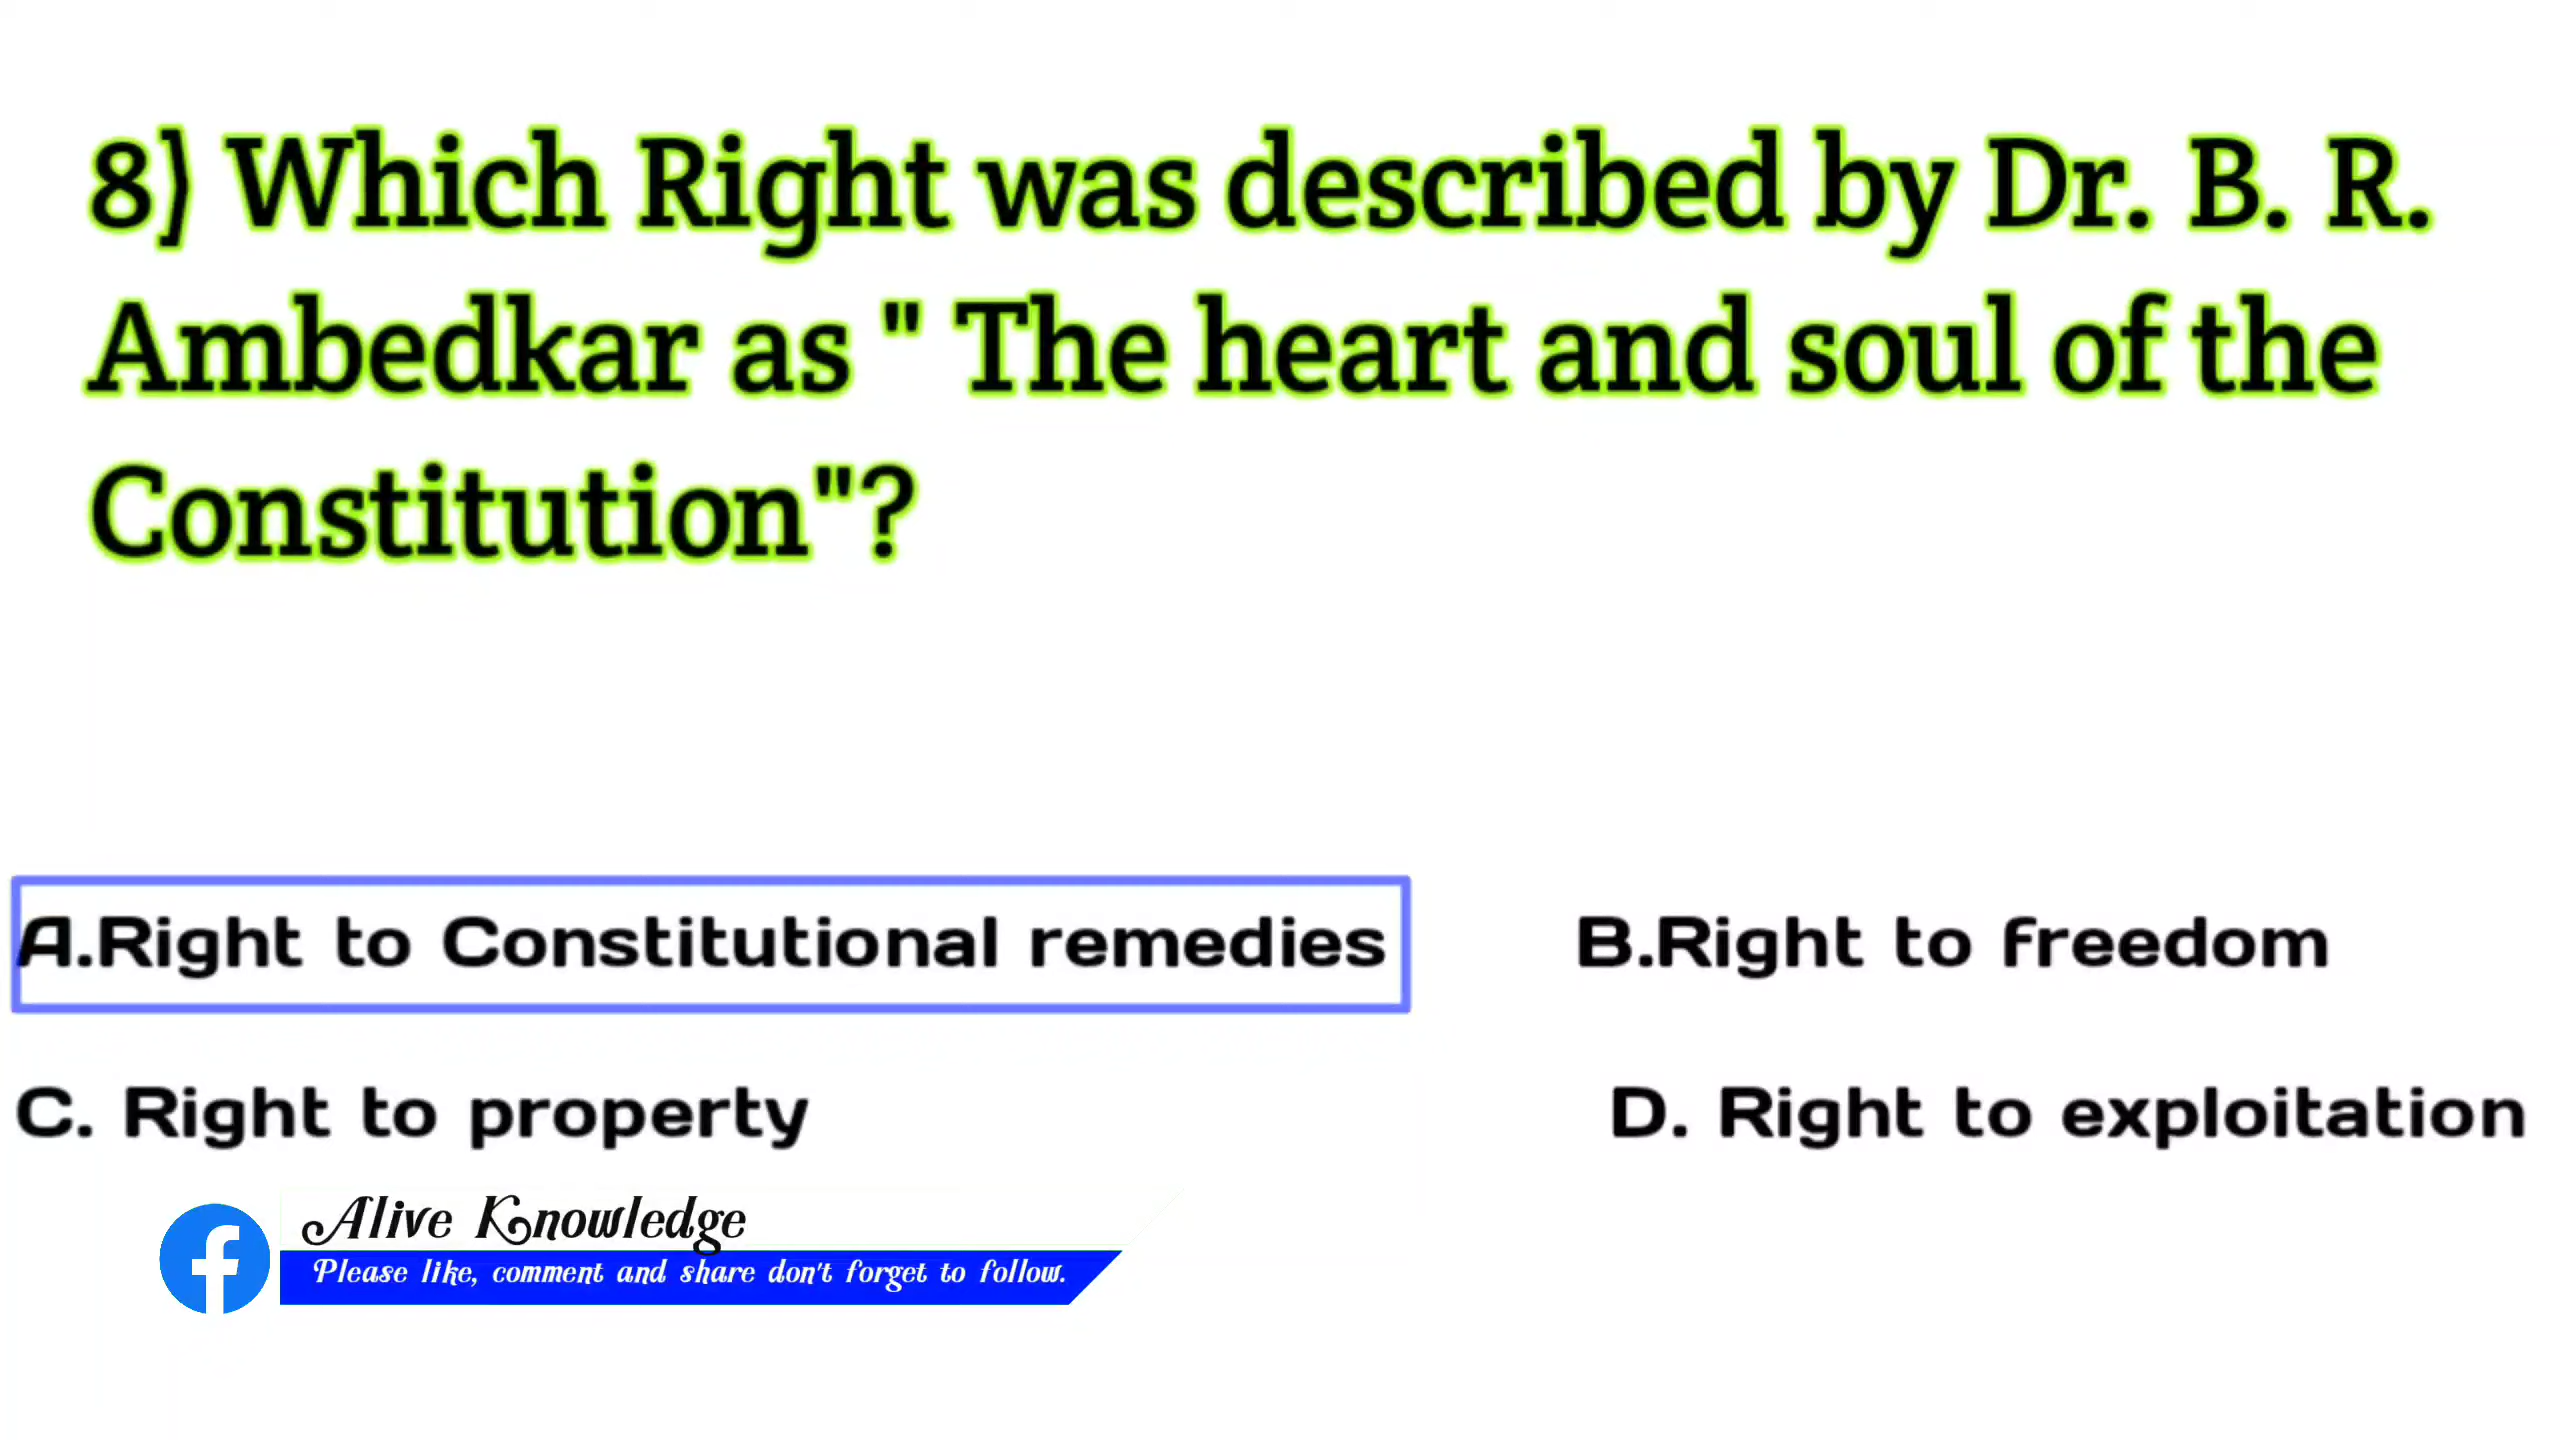 8) Which Right was described by Dr. B. R.
Ambedkar as " The heart and soul of the
Constitution"?
A.Right to Constitutional remedies
B.Right to freedom
C. Right to property
D. Right to exploitation
Alive Knowledge
Please like, comment and share don't forget to follow.